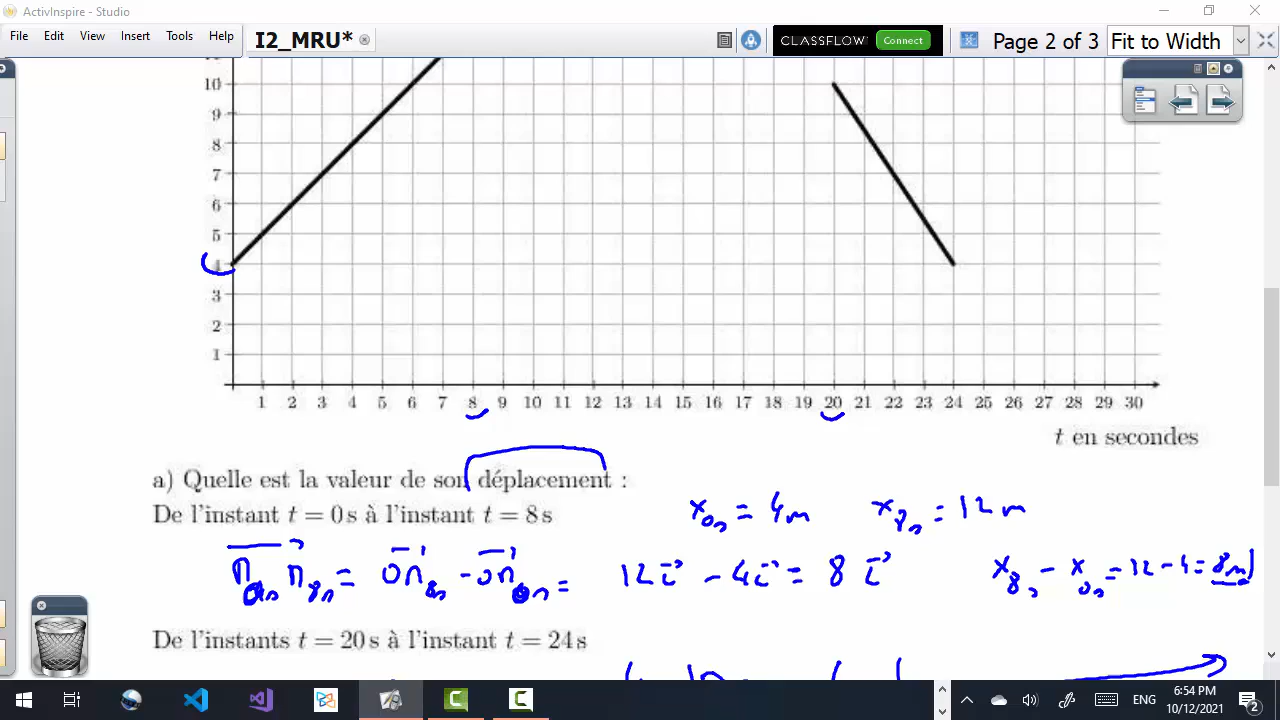 ActivInspire - Studio
File Edit View Insert Tools Help I2_MRU* CLASSFLOW Connect Page 2 of 3 Fit to Width
10
9
8
7
6
5
4
3
2
1
1 2 3 4 5 6 7 8 9 10 11 12 13 14 15 16 17 18 19 20 21 22 23 24 25 26 27 28 29 30
t en secondes
a) Quelle est la valeur de son déplacement :
De l'instant t = 0 s à l'instant t = 8 s x0s = 4m x8s = 12m
M0s M8s = OM8s - OM0s = 12i - 4i = 8i x8s - x0s = 12 - 4 = 8m
De l'instants t = 20 s à l'instant t = 24 s
ENG 6:54 PM
10/12/2021 2